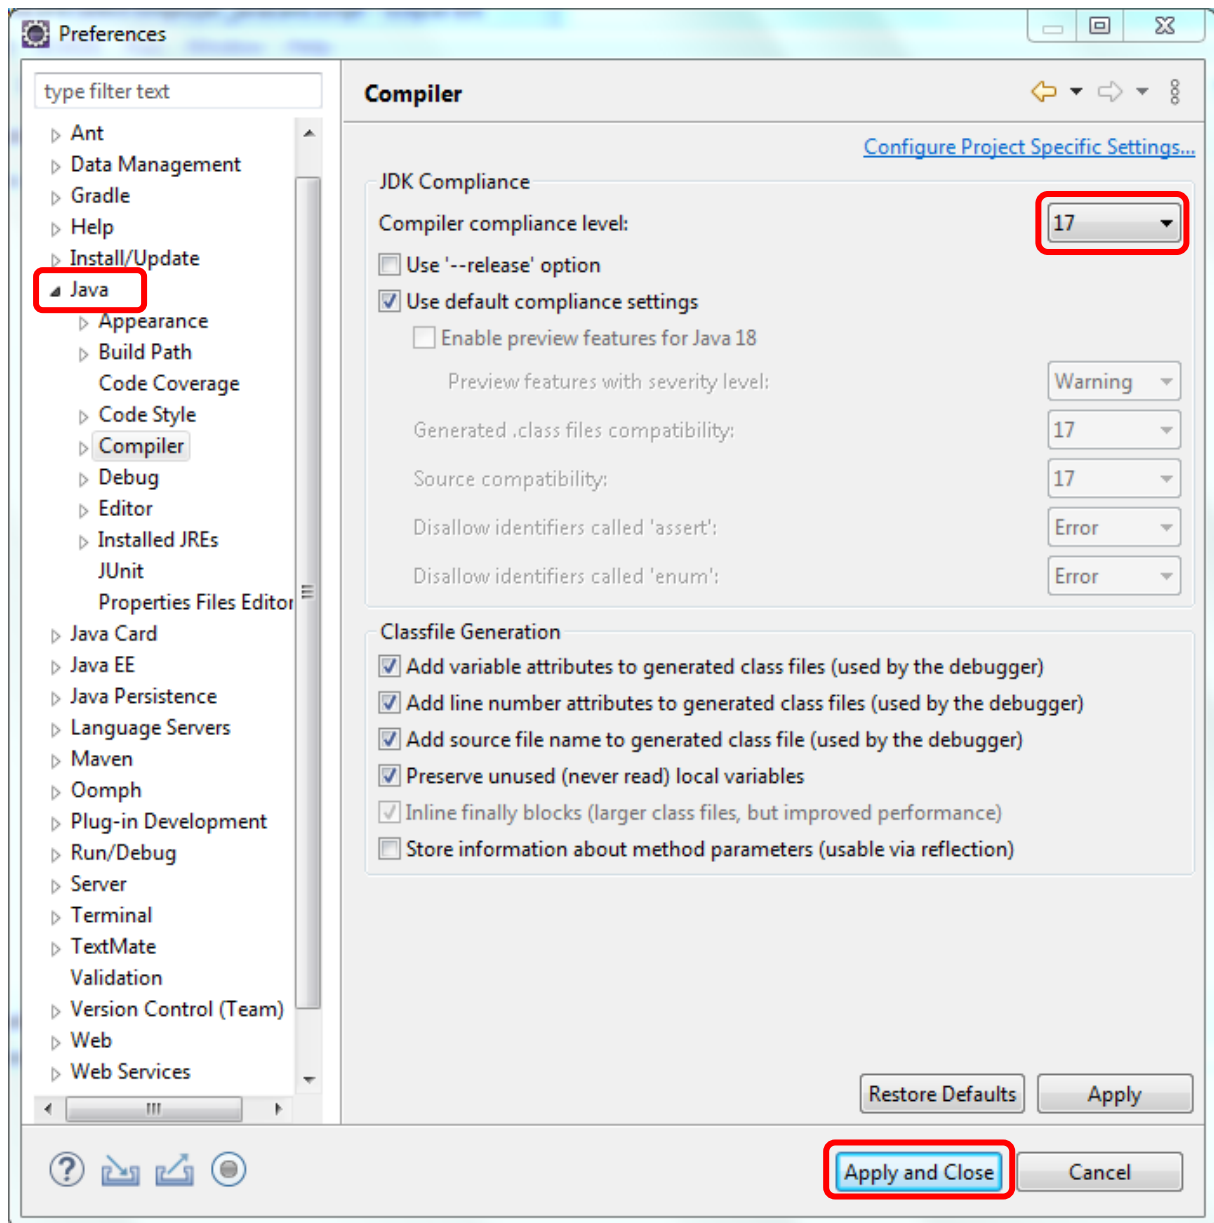 Preferences
type filter text
Ant
Data Management
Gradle
Help
Install/Update
Java
Appearance
Build Path
Code Coverage
Code Style
Compiler
Debug
Editor
Installed JREs
JUnit
Properties Files Editor
Java Card
Java EE
Java Persistence
Language Servers
Maven
Oomph
Plug-in Development
Run/Debug
Server
Terminal
TextMate
Validation
Version Control (Team)
Web
Web Services
Compiler
Configure Project Specific Settings...
JDK Compliance
Compiler compliance level: 17
Use '--release' option
Use default compliance settings
Enable preview features for Java 18
Preview features with severity level: Warning
Generated .class files compatibility: 17
Source compatibility: 17
Disallow identifiers called 'assert': Error
Disallow identifiers called 'enum': Error
Classfile Generation
Add variable attributes to generated class files (used by the debugger)
Add line number attributes to generated class files (used by the debugger)
Add source file name to generated class file (used by the debugger)
Preserve unused (never read) local variables
Inline finally blocks (larger class files, but improved performance)
Store information about method parameters (usable via reflection)
Restore Defaults Apply
Apply and Close Cancel